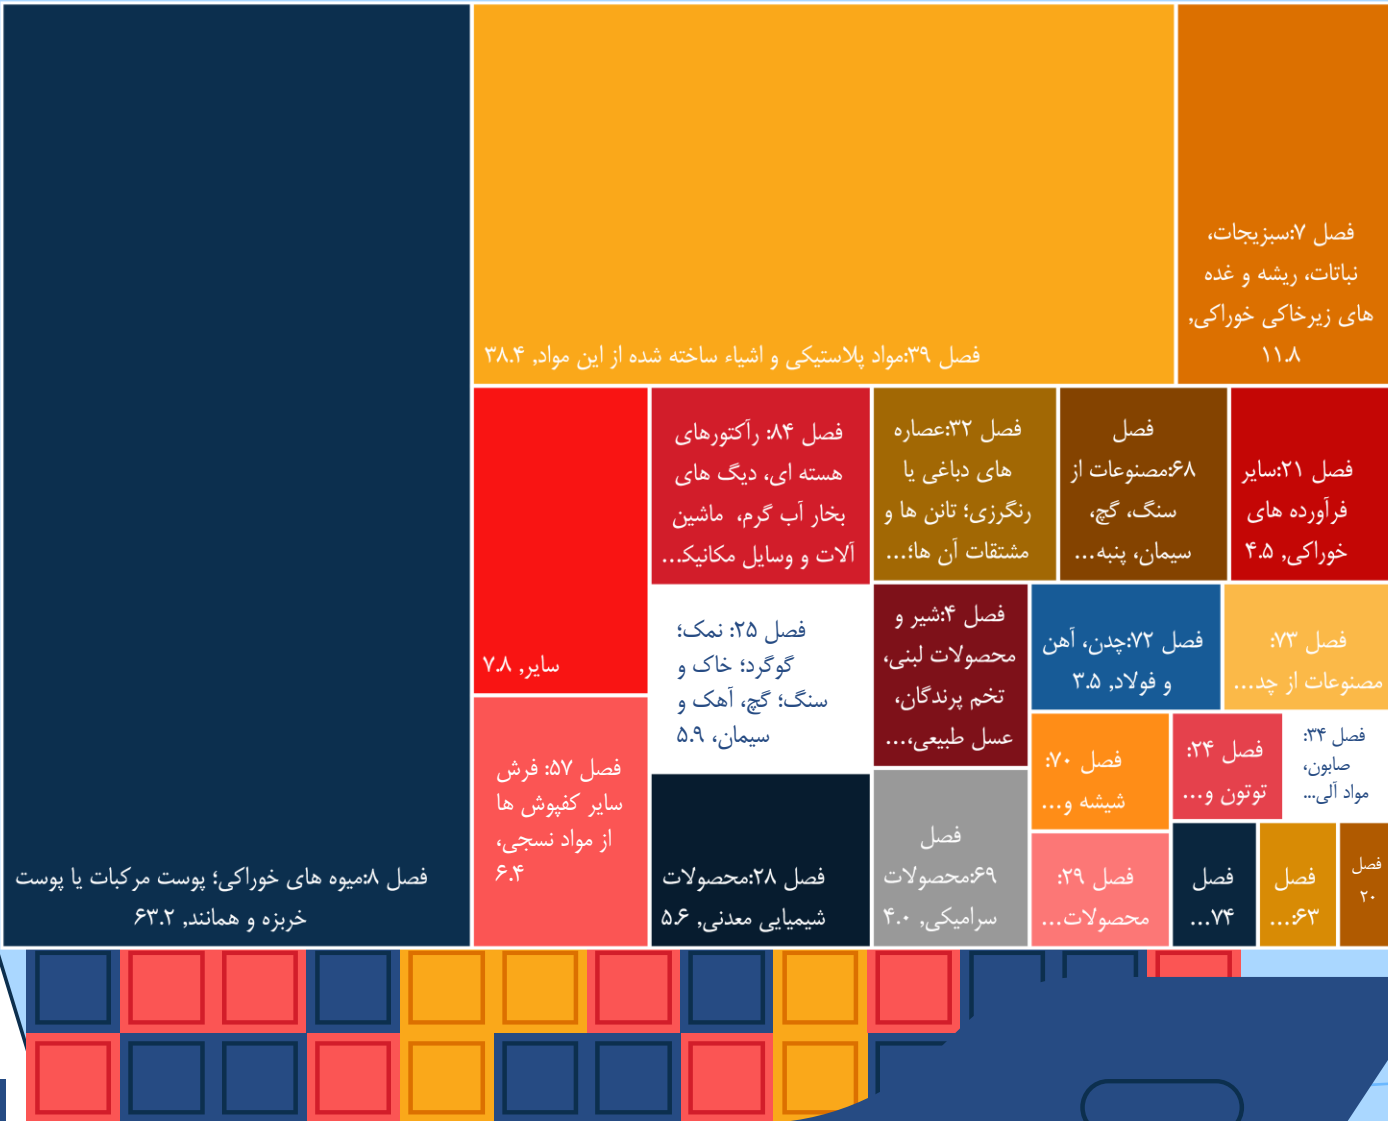 فصل ۸:میوه های خوراکی؛ پوست مرکبات یا پوست
خربزه و همانند, ۶۳.۲
فصل ۳۹:مواد پلاستیکی و اشیاء ساخته شده از این مواد, ۳۸.۴
فصل ۷:سبزیجات،
نباتات، ریشه و غده
های زیرخاکی خوراکی,
۱۱.۸
سایر, ۷.۸
فصل ۵۷: فرش
سایر کفپوش ها
از مواد نسجی،
۶.۴
فصل ۸۴: رآکتورهای
هسته ای، دیگ های
بخار آب گرم، ماشین
آلات و وسایل مکانیک...
فصل ۲۵: نمک؛
گوگرد؛ خاک و
سنگ؛ گچ، آهک و
سیمان، ۵.۹
فصل ۲۸:محصولات
شیمیایی معدنی, ۵.۶
فصل ۳۲:عصاره
های دباغی یا
رنگرزی؛ تانن ها و
مشتقات آن ها؛...
فصل
۶۸:مصنوعات از
سنگ، گچ،
سیمان، پنبه...
فصل ۲۱:سایر
فرآورده های
خوراکی, ۴.۵
فصل ۴:شیر و
محصولات لبنی،
تخم پرندگان،
عسل طبیعی،...
فصل
۶۹:محصولات
سرامیکی, ۴.۰
فصل ۷۲:چدن، آهن
و فولاد, ۳.۵
فصل ۷۳:
مصنوعات از چد...
فصل ۷۰:
شیشه و...
فصل ۲۴:
توتون و...
فصل ۳۴:
صابون،
مواد آلی...
فصل ۲۹:
محصولات...
فصل
۷۴...
فصل
۶۳:...
فصل
۲۰